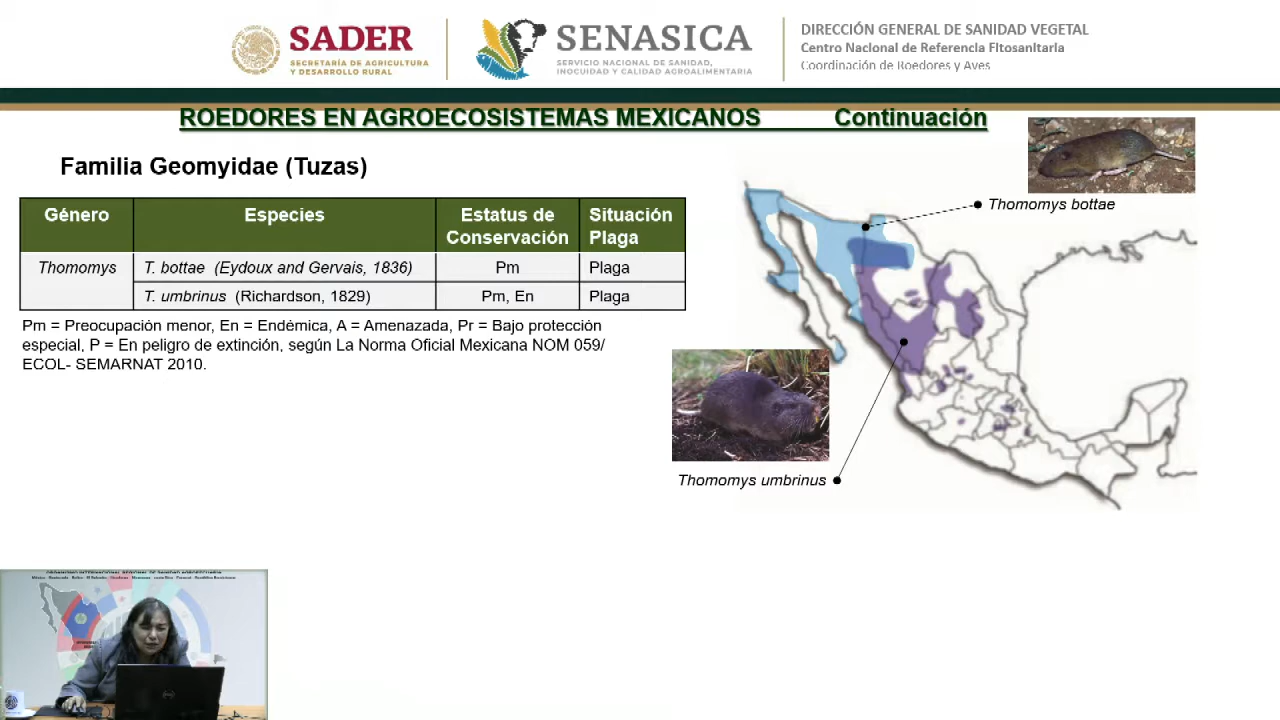 SADER
SECRETARÍA DE AGRICULTURA
Y DESARROLLO RURAL
SENASICA
SERVICIO NACIONAL DE SANIDAD,
INOCUIDAD Y CALIDAD AGROALIMENTARIA
DIRECCIÓN GENERAL DE SANIDAD VEGETAL
Centro Nacional de Referencia Fitosanitaria
Coordinación de Roedores y Aves
ROEDORES EN AGROECOSISTEMAS MEXICANOS Continuación
Familia Geomyidae (Tuzas)
Género Especies Estatus de Conservación Situación Plaga
Thomomys T. bottae (Eydoux and Gervais, 1836) Pm Plaga
T. umbrinus (Richardson, 1829) Pm, En Plaga
Pm = Preocupación menor, En = Endémica, A = Amenazada, Pr = Bajo protección
especial, P = En peligro de extinción, según La Norma Oficial Mexicana NOM 059/
ECOL- SEMARNAT 2010.
Thomomys bottae
Thomomys umbrinus